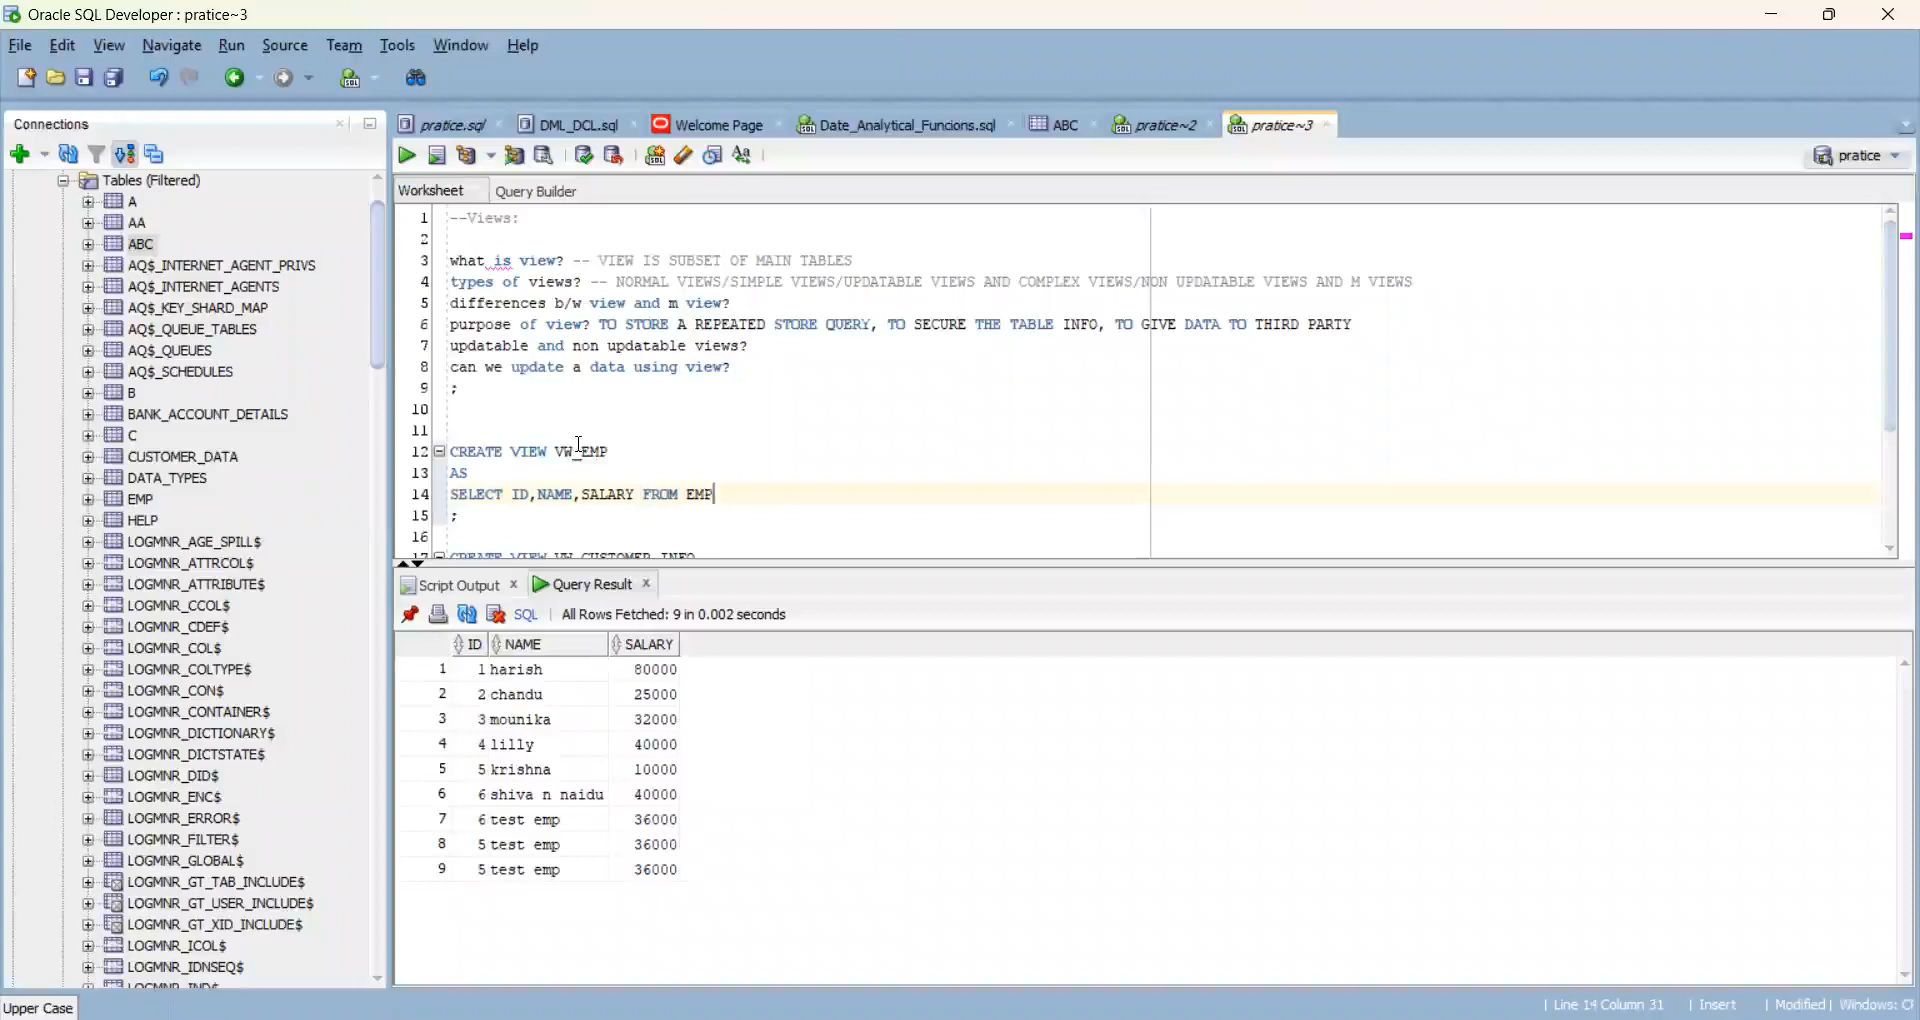 Oracle SQL Developer : pratice~3
File Edit View Navigate Run Source Team Tools Window Help
Connections
pratice.sql DML_DCL.sql Welcome Page Date_Analytical_Funcions.sql ABC pratice~2 pratice~3
pratice
Worksheet Query Builder
Tables (Filtered)
A
AA
ABC
AQ$_INTERNET_AGENT_PRIVS
AQ$_INTERNET_AGENTS
AQ$_KEY_SHARD_MAP
AQ$_QUEUE_TABLES
AQ$_QUEUES
AQ$_SCHEDULES
B
BANK_ACCOUNT_DETAILS
C
CUSTOMER_DATA
DATA_TYPES
EMP
HELP
LOGMNR_AGE_SPILL$
LOGMNR_ATTRCOL$
LOGMNR_ATTRIBUTE$
LOGMNR_CCOL$
LOGMNR_CDEF$
LOGMNR_COL$
LOGMNR_COLTYPE$
LOGMNR_CON$
LOGMNR_CONTAINER$
LOGMNR_DICTIONARY$
LOGMNR_DICTSTATE$
LOGMNR_DID$
LOGMNR_ENC$
LOGMNR_ERROR$
LOGMNR_FILTER$
LOGMNR_GLOBAL$
LOGMNR_GT_TAB_INCLUDE$
LOGMNR_GT_USER_INCLUDE$
LOGMNR_GT_XID_INCLUDE$
LOGMNR_ICOL$
LOGMNR_IDNSEQ$
LOGMNR_IND$
1 --Views:
2
3 what is view? -- VIEW IS SUBSET OF MAIN TABLES
4 types of views? -- NORMAL VIEWS/SIMPLE VIEWS/UPDATABLE VIEWS AND COMPLEX VIEWS/NON UPDATABLE VIEWS AND M VIEWS
5 differences b/w view and m view?
6 purpose of view? TO STORE A REPEATED STORE QUERY, TO SECURE THE TABLE INFO, TO GIVE DATA TO THIRD PARTY
7 updatable and non updatable views?
8 can we update a data using view?
9 ;
10
11
12 CREATE VIEW VW_EMP
13 AS
14 SELECT ID,NAME,SALARY FROM EMP
15 ;
16
17 CREATE VIEW VW_CUSTOMER_INFO
Script Output Query Result
SQL All Rows Fetched: 9 in 0.002 seconds
ID NAME SALARY
1 1 harish 80000
2 2 chandu 25000
3 3 mounika 32000
4 4 lilly 40000
5 5 krishna 10000
6 6 shiva n naidu 40000
7 6 test emp 36000
8 5 test emp 36000
9 5 test emp 36000
Upper Case
Line 14 Column 31 Insert Modified Windows: C